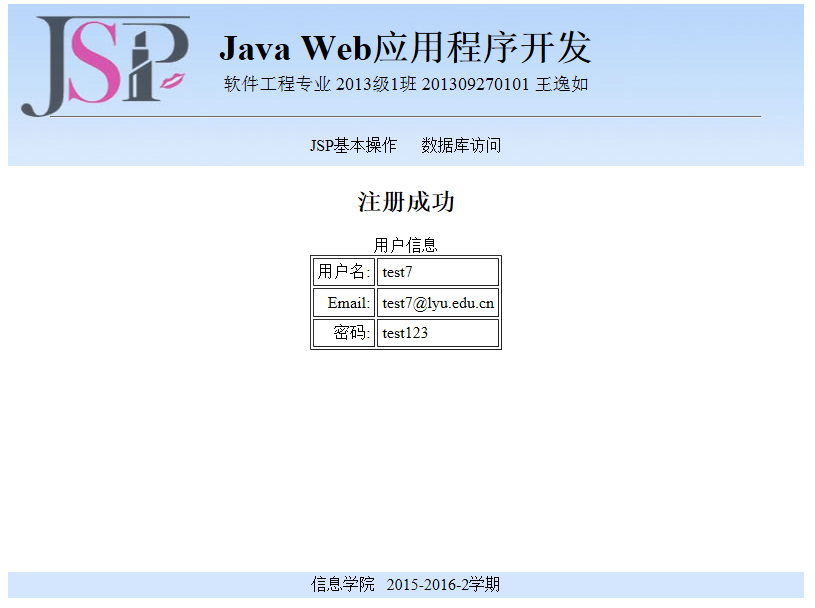 JSP
Java Web应用程序开发
软件工程专业 2013级1班 201309270101 王逸如
JSP基本操作 数据库访问
注册成功
用户信息
用户名: test7
Email: test7@lyu.edu.cn
密码: test123
信息学院 2015-2016-2学期